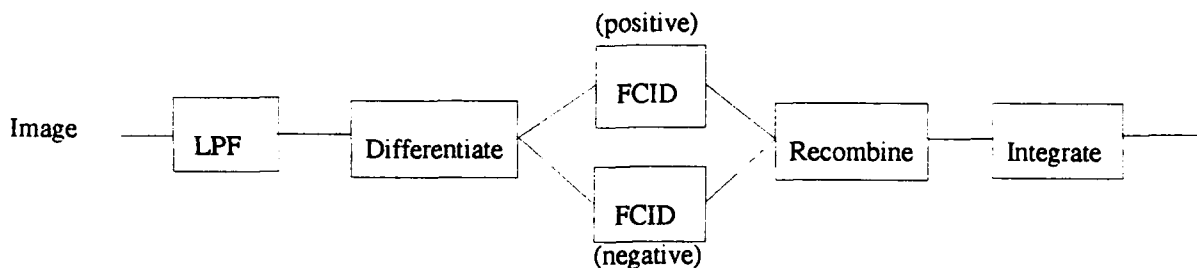 Image
LPF
Differentiate
(positive)
FCID
FCID
(negative)
Recombine
Integrate